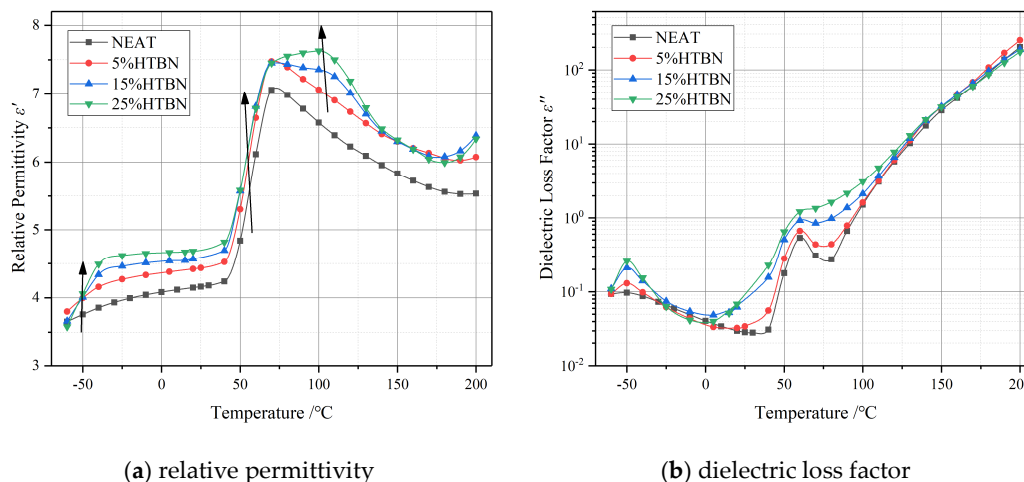 8
7
6
5
4
3
Relative Permittivity ε′
NEAT
5%HTBN
15%HTBN
25%HTBN
-50 0 50 100 150 200
Temperature /°C
(a) relative permittivity
10²
10¹
10⁰
10⁻¹
10⁻²
Dielectric Loss Factor ε″
NEAT
5%HTBN
15%HTBN
25%HTBN
-50 0 50 100 150 200
Temperature /°C
(b) dielectric loss factor